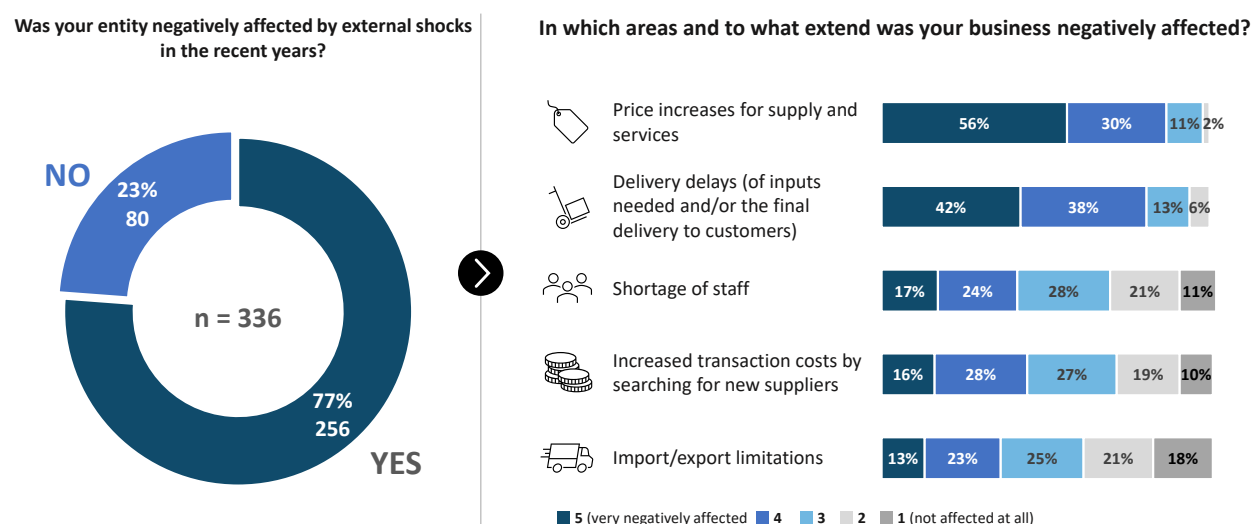 Was your entity negatively affected by external shocks
in the recent years?
NO
23%
80
n = 336
77%
256
YES
In which areas and to what extend was your business negatively affected?
Price increases for supply and
services
56% 30% 11% 2%
Delivery delays (of inputs
needed and/or the final
delivery to customers)
42% 38% 13% 6%
Shortage of staff
17% 24% 28% 21% 11%
Increased transaction costs by
searching for new suppliers
16% 28% 27% 19% 10%
Import/export limitations
13% 23% 25% 21% 18%
5 (very negatively affected 4 3 2 1 (not affected at all)